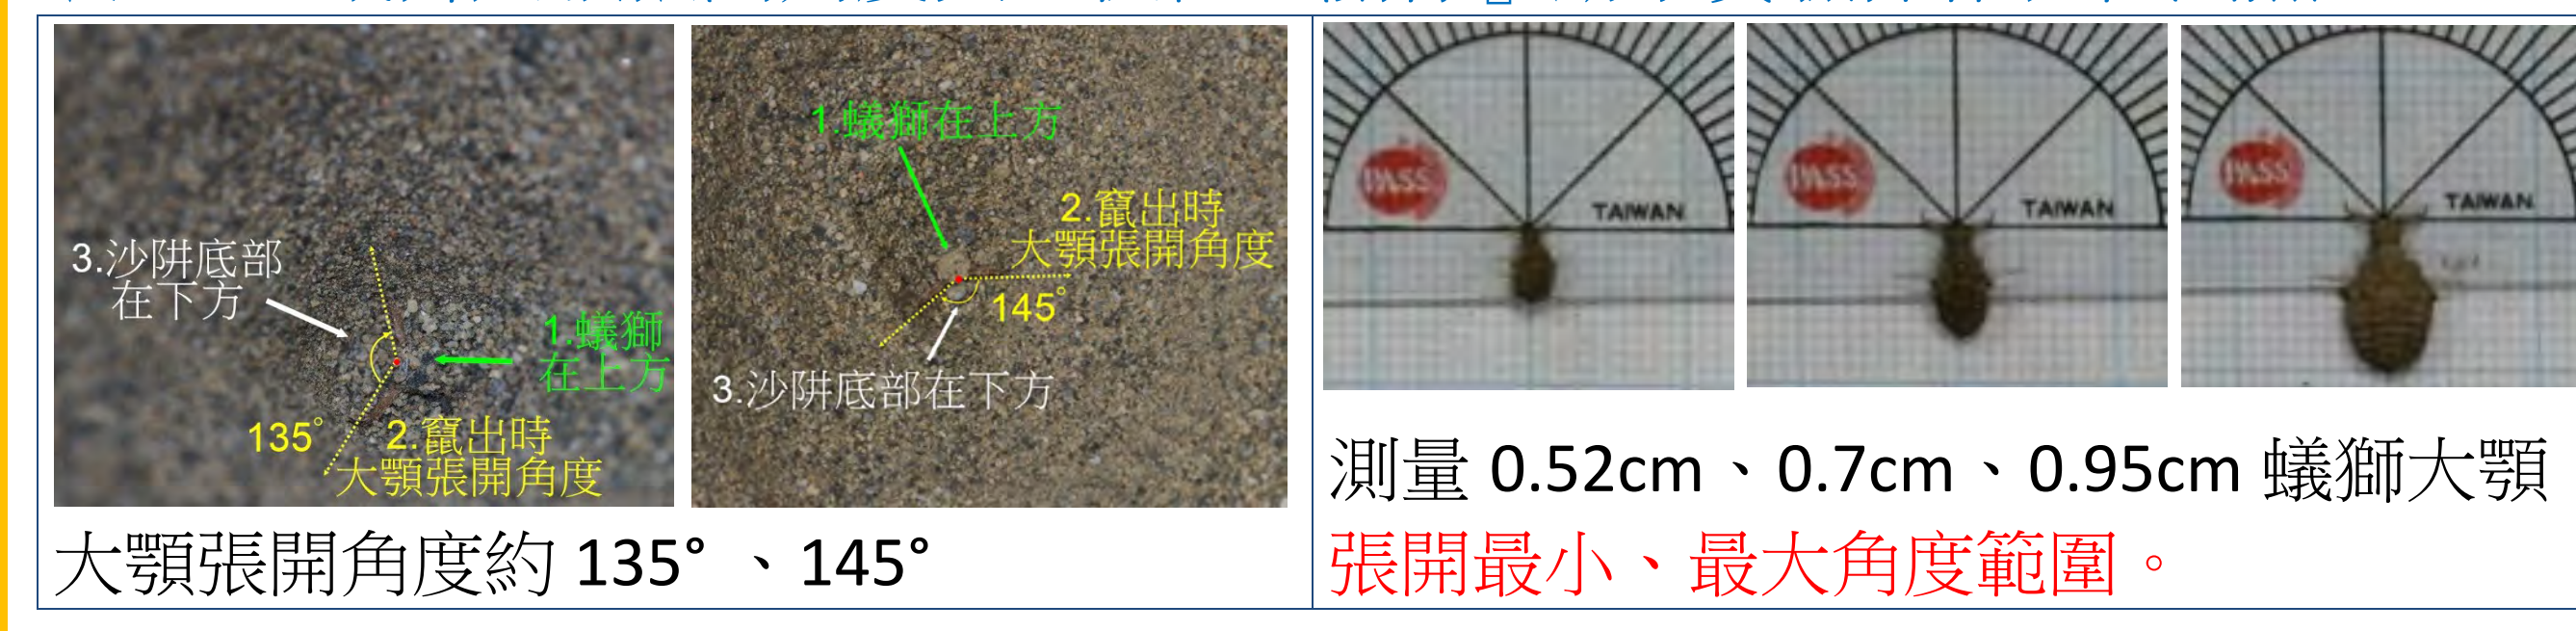 3.沙阱底部
在下方
1.蟻獅
在上方
135°
2.竄出時
大顎張開角度
1.蟻獅在上方
2.竄出時
大顎張開角度
145°
3.沙阱底部在下方
PASS
TAIWAN
PASS
TAIWAN
PASS
TAIWAN
大顎張開角度約 135° 、145°
測量 0.52cm、0.7cm、0.95cm 蟻獅大顎
張開最小、最大角度範圍。